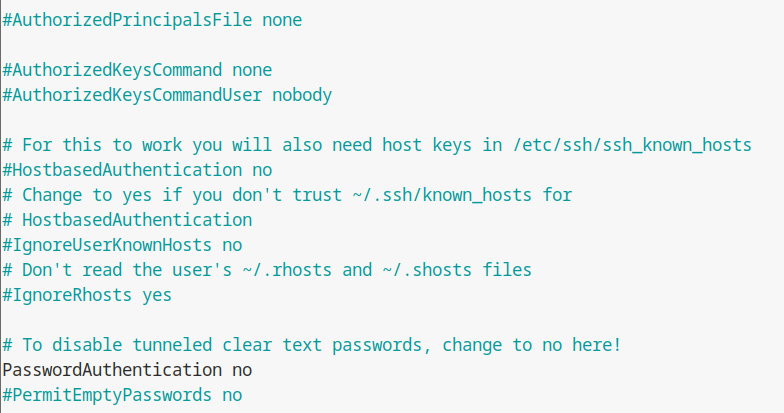 #AuthorizedPrincipalsFile none
#AuthorizedKeysCommand none
#AuthorizedKeysCommandUser nobody
# For this to work you will also need host keys in /etc/ssh/ssh_known_hosts
#HostbasedAuthentication no
# Change to yes if you don't trust ~/.ssh/known_hosts for
# HostbasedAuthentication
#IgnoreUserKnownHosts no
# Don't read the user's ~/.rhosts and ~/.shosts files
#IgnoreRhosts yes
# To disable tunneled clear text passwords, change to no here!
PasswordAuthentication no
#PermitEmptyPasswords no